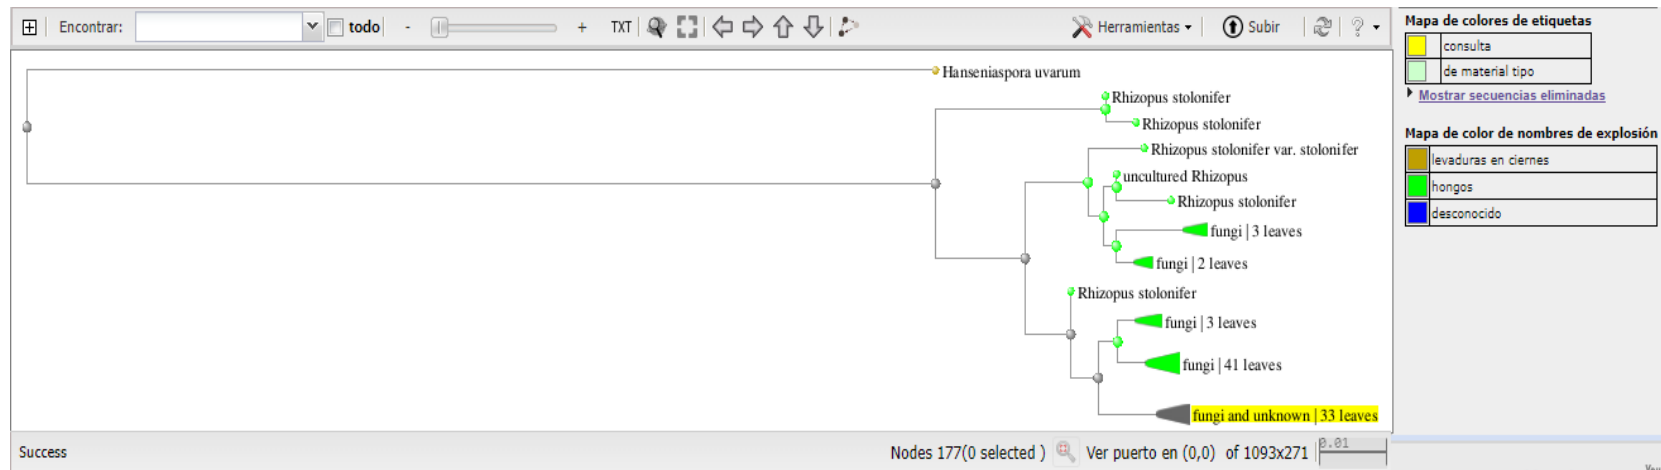 Encontrar: todo - + TXT Herramientas Subir ?
Hanseniaspora uvarum
Rhizopus stolonifer
Rhizopus stolonifer
Rhizopus stolonifer var. stolonifer
uncultured Rhizopus
Rhizopus stolonifer
fungi | 3 leaves
fungi | 2 leaves
Rhizopus stolonifer
fungi | 3 leaves
fungi | 41 leaves
fungi and unknown | 33 leaves
Success Nodes 177(0 selected ) Ver puerto en (0,0) of 1093x271 0.01
Mapa de colores de etiquetas
consulta
de material tipo
Mostrar secuencias eliminadas
Mapa de color de nombres de explosión
levaduras en ciernes
hongos
desconocido